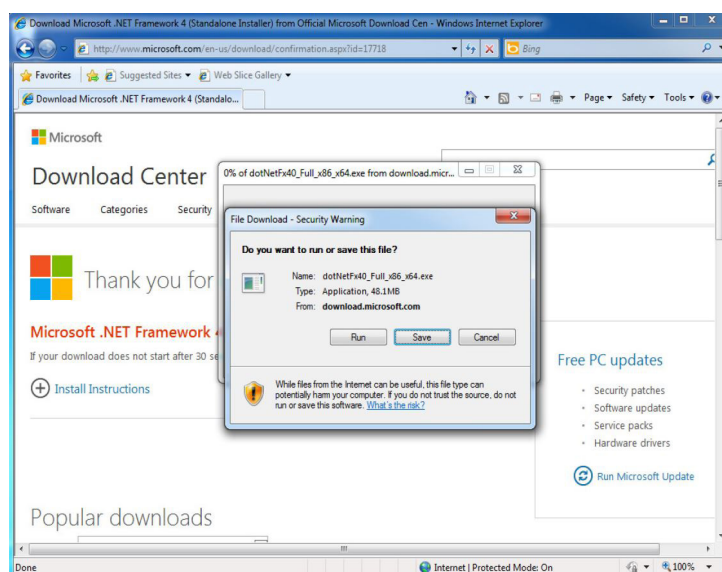 Download Microsoft .NET Framework 4 (Standalone Installer) from Official Microsoft Download Cen - Windows Internet Explorer
http://www.microsoft.com/en-us/download/confirmation.aspx?id=17718
Bing
Favorites
Suggested Sites
Web Slice Gallery
Download Microsoft .NET Framework 4 (Standalo...
Page
Safety
Tools
Microsoft
Download Center
Software
Categories
Security
0% of dotNetFx40_Full_x86_x64.exe from download.micr...
File Download - Security Warning
Do you want to run or save this file?
Name: dotNetFx40_Full_x86_x64.exe
Type: Application, 48.1MB
From: download.microsoft.com
Run
Save
Cancel
While files from the Internet can be useful, this file type can
potentially harm your computer. If you do not trust the source, do not
run or save this software. What's the risk?
Thank you for
Microsoft .NET Framework 4
If your download does not start after 30 se
Install Instructions
Free PC updates
Security patches
Software updates
Service packs
Hardware drivers
Run Microsoft Update
Popular downloads
Done
Internet | Protected Mode: On
100%